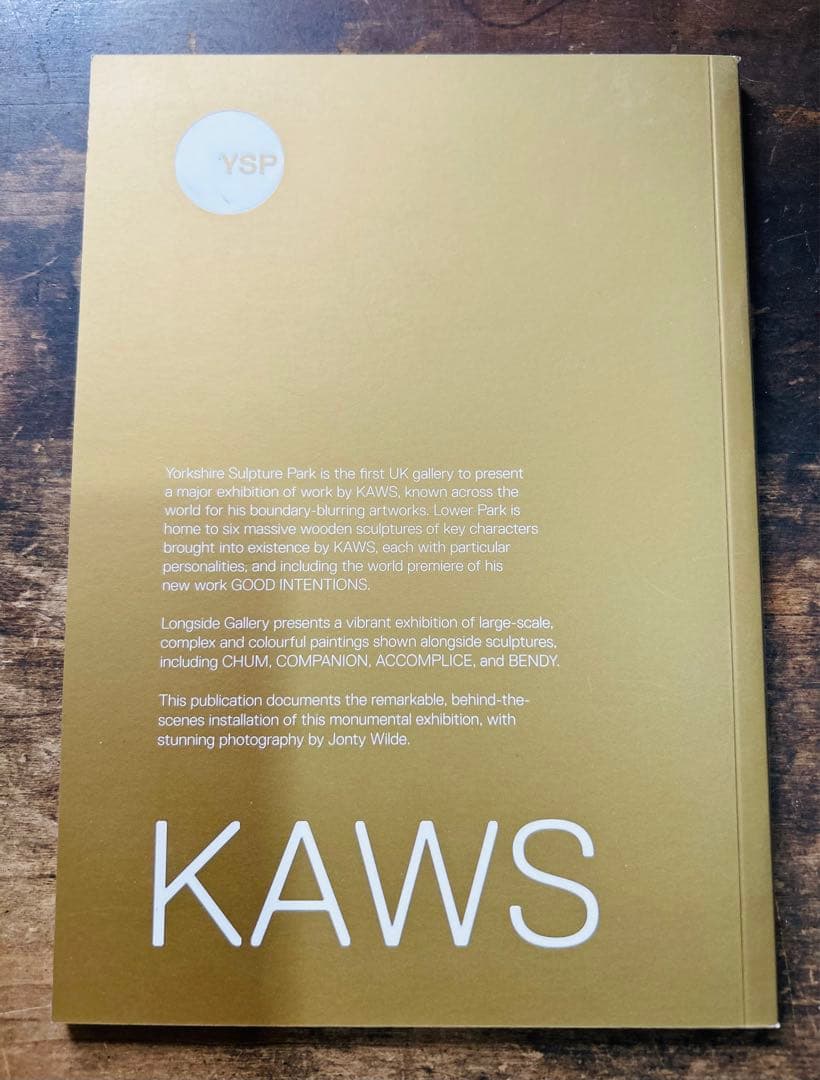 YSP
Yorkshire Sulpture Park is the first UK gallery to present
a major exhibition of work by KAWS, known across the
world for his boundary-blurring artworks. Lower Park is
home to six massive wooden sculptures of key characters
brought into existence by KAWS, each with particular
personalities, and including the world premiere of his
new work GOOD INTENTIONS.
Longside Gallery presents a vibrant exhibition of large-scale,
complex and colourful paintings shown alongside sculptures,
including CHUM, COMPANION, ACCOMPLICE, and BENDY.
This publication documents the remarkable, behind-the-
scenes installation of this monumental exhibition, with
stunning photography by Jonty Wilde.
KAWS